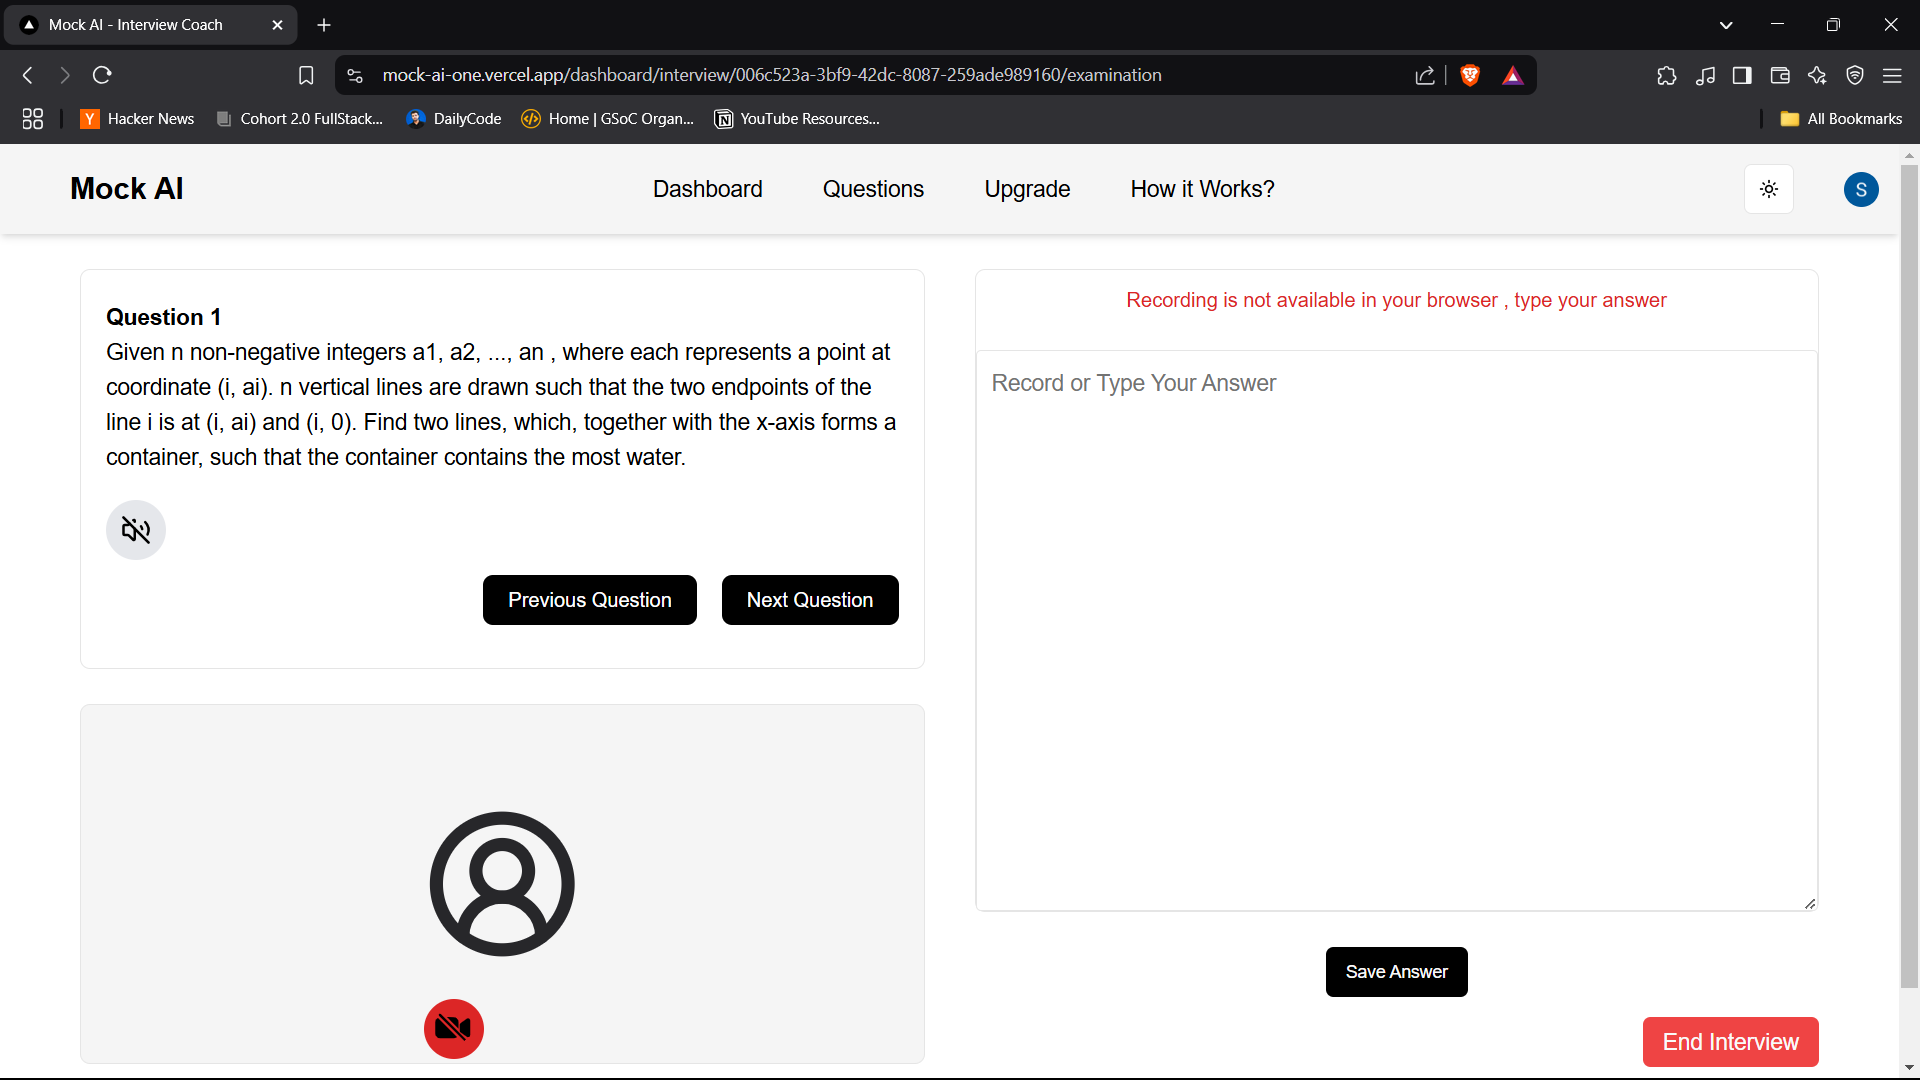 Mock AI - Interview Coach
mock-ai-one.vercel.app/dashboard/interview/006c523a-3bf9-42dc-8087-259ade989160/examination
Y Hacker News
Cohort 2.0 FullStack...
DailyCode
Home | GSoC Organ...
YouTube Resources...
All Bookmarks
Mock AI
Dashboard
Questions
Upgrade
How it Works?
S
Question 1
Given n non-negative integers a1, a2, ..., an , where each represents a point at
coordinate (i, ai). n vertical lines are drawn such that the two endpoints of the
line i is at (i, ai) and (i, 0). Find two lines, which, together with the x-axis forms a
container, such that the container contains the most water.
Previous Question
Next Question
Recording is not available in your browser , type your answer
Record or Type Your Answer
Save Answer
End Interview